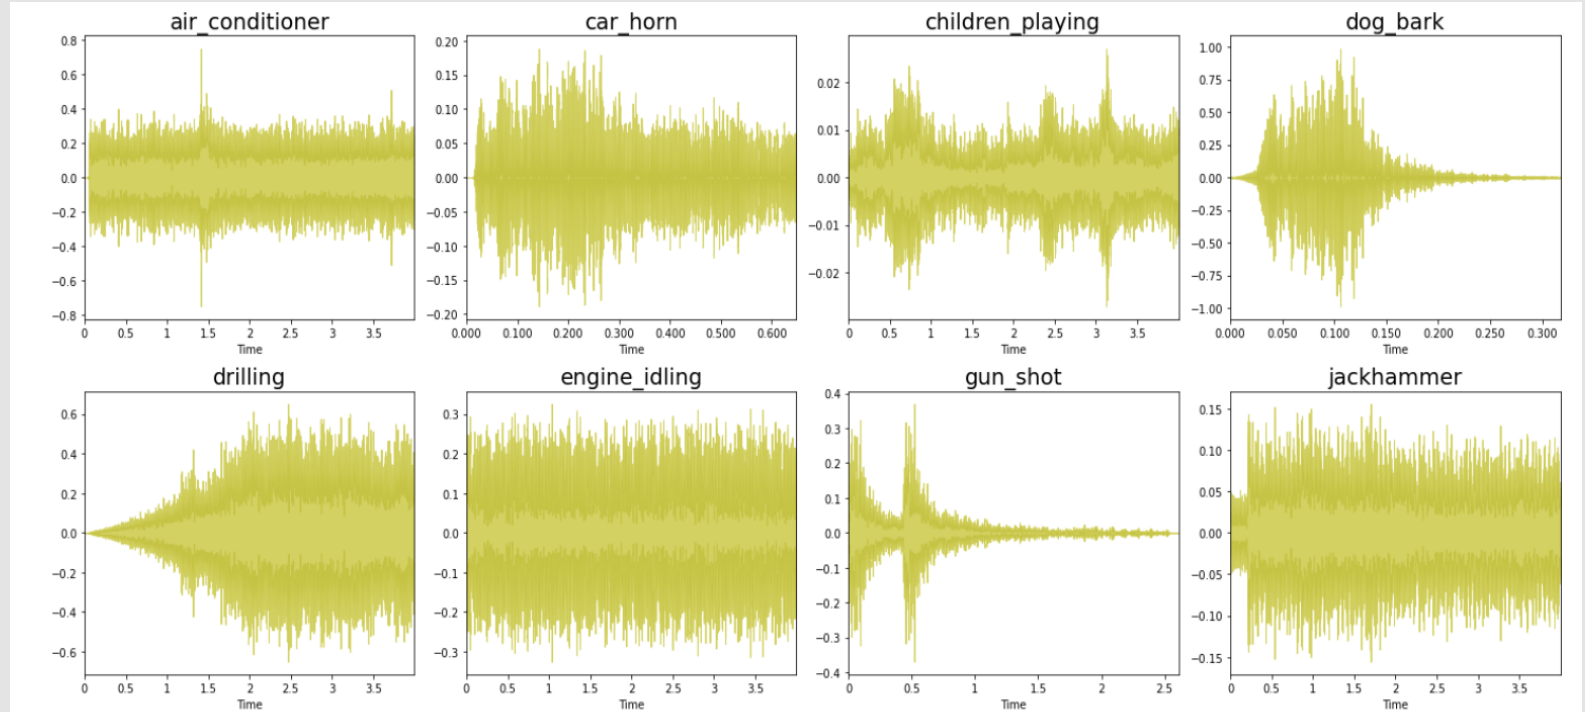 air_conditioner car_horn children_playing dog_bark
0.8 0.20 0.02 1.00
0.6 0.15 0.01 0.75
0.4 0.10 0.00 0.50
0.2 0.05 −0.01 0.25
0.0 0.00 −0.02 0.00
−0.2 −0.05 −0.25
−0.4 −0.10 −0.50
−0.6 −0.15 −0.75
−0.8 −0.20 −1.00
0 0.5 1 1.5 2 2.5 3 3.5 0.000 0.100 0.200 0.300 0.400 0.500 0.600 0 0.5 1 1.5 2 2.5 3 3.5 0.000 0.050 0.100 0.150 0.200 0.250 0.300
Time Time Time Time
drilling engine_idling gun_shot jackhammer
0.6 0.3 0.4 0.15
0.4 0.2 0.3 0.10
0.2 0.1 0.2 0.05
0.0 0.0 0.1 0.00
−0.2 −0.1 0.0 −0.05
−0.4 −0.2 −0.1 −0.10
−0.6 −0.3 −0.2 −0.15
−0.3
−0.4
0 0.5 1 1.5 2 2.5 3 3.5 0 0.5 1 1.5 2 2.5 3 3.5 0 0.5 1 1.5 2 2.5 0 0.5 1 1.5 2 2.5 3 3.5
Time Time Time Time